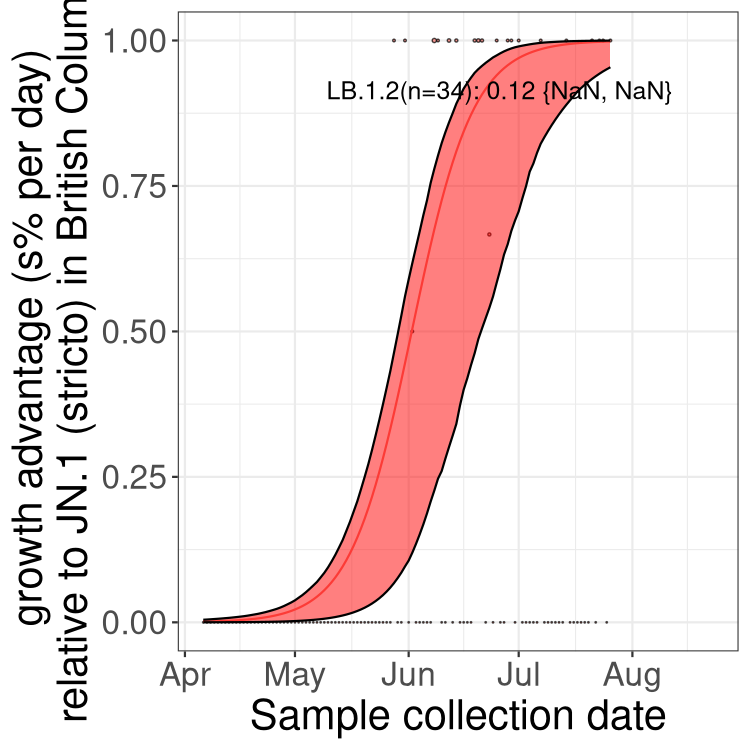 growth advantage (s% per day)
relative to JN.1 (stricto) in British Colum
1.00
0.75
0.50
0.25
0.00
LB.1.2(n=34): 0.12 {NaN, NaN}
Apr
May
Jun
Jul
Aug
Sample collection date